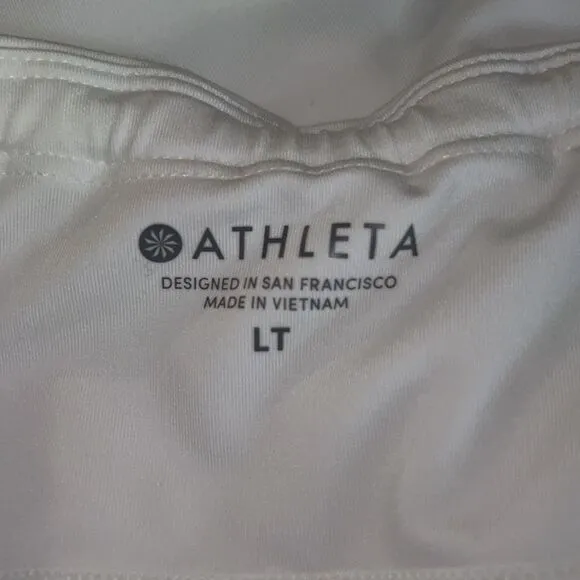 ATHLETA
DESIGNED IN SAN FRANCISCO
MADE IN VIETNAM
LT